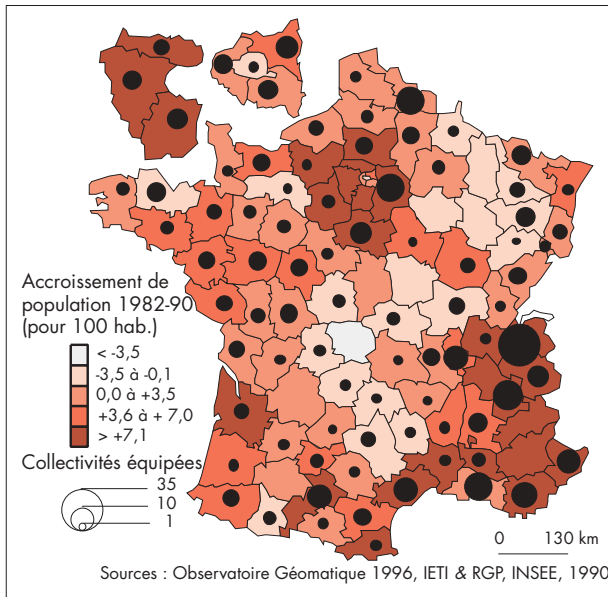 Accroissement de
population 1982-90
(pour 100 hab.)
< -3,5
-3,5 à -0,1
0,0 à +3,5
+3,6 à + 7,0
> +7,1
Collectivités équipées
35
10
1
0 130 km
Sources : Observatoire Géomatique 1996, IETI & RGP, INSEE, 1990